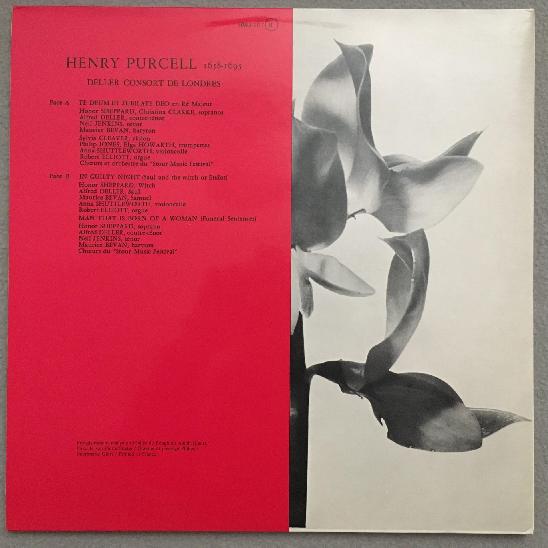 HENRY PURCELL 1658-1695
DELLER CONSORT DE LONDRES
Face A TE DEUM ET JUBILATE DEO en Ré Majeur
Honor SHEPPARD, Christina CLARKE, sopranos
Alfred DELLER, contre-ténor
Neil JENKINS, ténor
Maurice BEVAN, baryton
Sylvia CLEAVER, violon
Philip JONES, Elgar HOWARTH, trompettes
Anna SHUTTLEWORTH, violoncelle
Robert ELLIOTT, orgue
Chœurs et orchestre du "Stour Music Festival"
Face B IN GUILTY NIGHT (Saul and the witch of Endor)
Honor SHEPPARD, Witch
Alfred DELLER, Saul
Maurice BEVAN, Samuel
Anna SHUTTLEWORTH, violoncelle
Robert ELLIOTT, orgue
MAN THAT IS BORN OF A WOMAN (Funeral Sentences)
Honor SHEPPARD, soprano
Alfred DELLER, contre-ténor
Neil JENKINS, ténor
Maurice BEVAN, baryton
Chœurs du "Stour Music Festival"